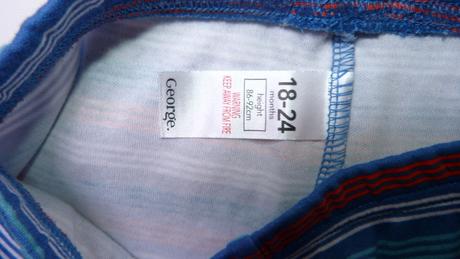 George.
WARNING
KEEP AWAY FROM FIRE
height
86-92cm
18-24
months